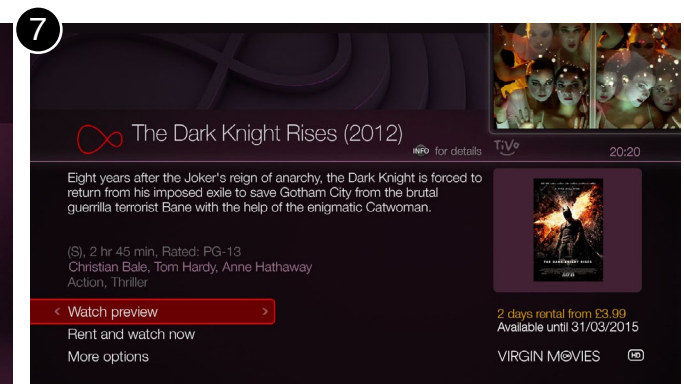 7
The Dark Knight Rises (2012)
INFO for details
TiVo
20:20
Eight years after the Joker's reign of anarchy, the Dark Knight is forced to
return from his imposed exile to save Gotham City from the brutal
guerrilla terrorist Bane with the help of the enigmatic Catwoman.
(S), 2 hr 45 min, Rated: PG-13
Christian Bale, Tom Hardy, Anne Hathaway
Action, Thriller
< Watch preview >
Rent and watch now
More options
THE DARK KNIGHT RISES
2 days rental from £3.99
Available until 31/03/2015
VIRGIN MOVIES HD